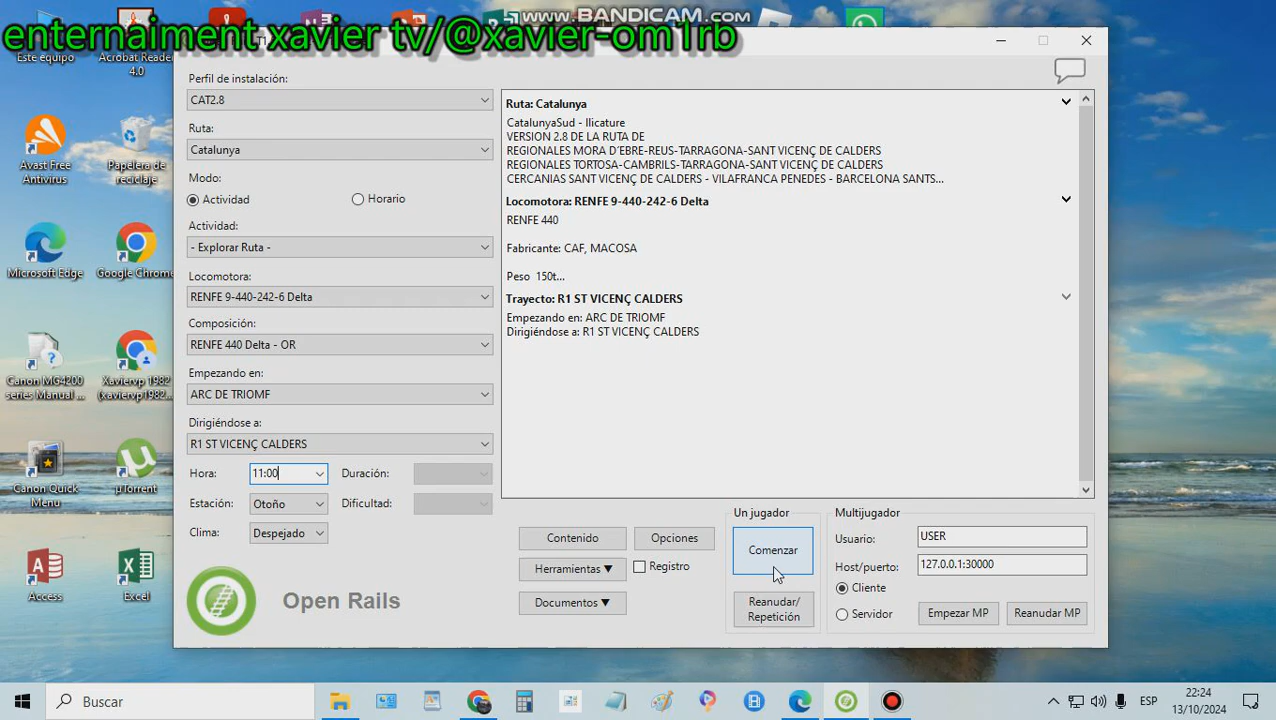 www.BANDICAM.com
enternaiment xavier tv/@xavier-om1rb
Este equipo
Acrobat Reader
4.0
Perfil de instalación:
CAT2.8
Ruta:
Catalunya
Modo:
Actividad
Horario
Actividad:
- Explorar Ruta -
Locomotora:
RENFE 9-440-242-6 Delta
Composición:
RENFE 440 Delta - OR
Empezando en:
ARC DE TRIOMF
Dirigiéndose a:
R1 ST VICENÇ CALDERS
Hora:
11:00
Duración:
Estación:
Otoño
Dificultad:
Clima:
Despejado
Open Rails
Ruta: Catalunya
CatalunyaSud - Ilicature
VERSION 2.8 DE LA RUTA DE
REGIONALES MORA D´EBRE-REUS-TARRAGONA-SANT VICENÇ DE CALDERS
REGIONALES TORTOSA-CAMBRILS-TARRAGONA-SANT VICENÇ DE CALDERS
CERCANIAS SANT VICENÇ DE CALDERS - VILAFRANCA PENEDES - BARCELONA SANTS...
Locomotora: RENFE 9-440-242-6 Delta
RENFE 440
Fabricante: CAF, MACOSA
Peso 150t...
Trayecto: R1 ST VICENÇ CALDERS
Empezando en: ARC DE TRIOMF
Dirigiéndose a: R1 ST VICENÇ CALDERS
Contenido
Opciones
Herramientas ▼
Registro
Documentos ▼
Un jugador
Comenzar
Reanudar/
Repetición
Multijugador
Usuario:
USER
Host/puerto:
127.0.0.1:30000
Cliente
Servidor
Empezar MP
Reanudar MP
Avast Free
Antivirus
Papelera de
reciclaje
Microsoft Edge
Google Chrome
Canon MG4200
series Manual ...
Xaviervp 1982
(xaviervp1982...
Canon Quick
Menu
µTorrent
Access
Excel
Buscar
ESP
22:24
13/10/2024